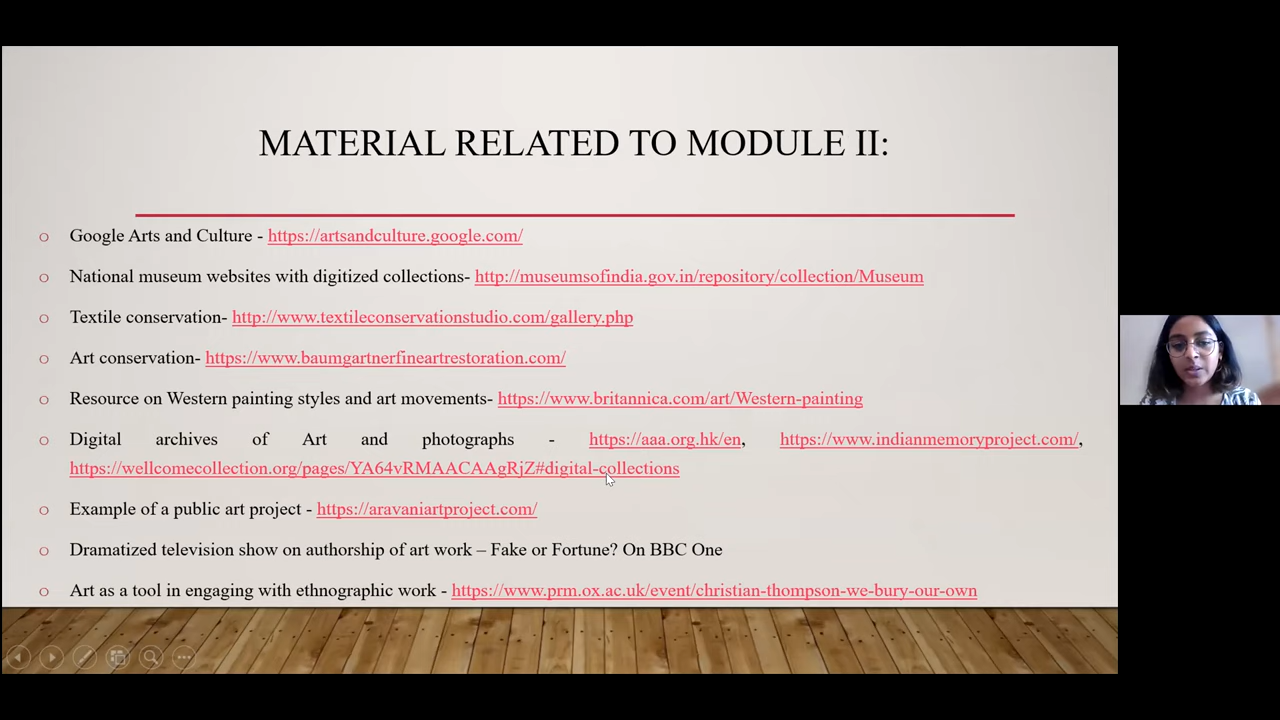 MATERIAL RELATED TO MODULE II:
Google Arts and Culture - https://artsandculture.google.com/
National museum websites with digitized collections- http://museumsofindia.gov.in/repository/collection/Museum
Textile conservation- http://www.textileconservationstudio.com/gallery.php
Art conservation- https://www.baumgartnerfineartrestoration.com/
Resource on Western painting styles and art movements- https://www.britannica.com/art/Western-painting
Digital archives of Art and photographs - https://aaa.org.hk/en, https://www.indianmemoryproject.com/,
https://wellcomecollection.org/pages/YA64vRMAACAAgRjZ#digital-collections
Example of a public art project - https://aravaniartproject.com/
Dramatized television show on authorship of art work – Fake or Fortune? On BBC One
Art as a tool in engaging with ethnographic work - https://www.prm.ox.ac.uk/event/christian-thompson-we-bury-our-own